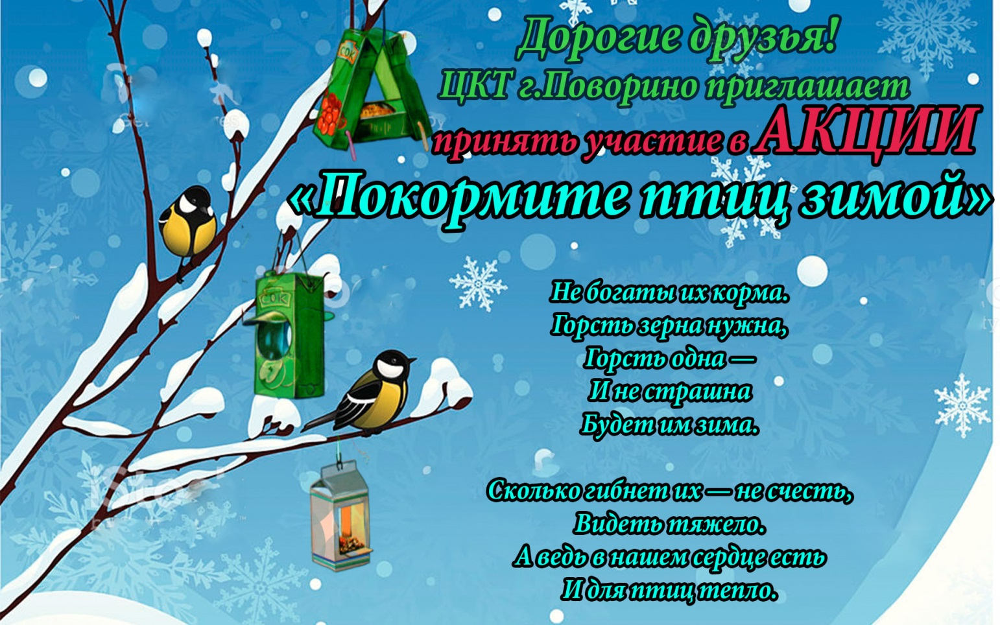 Дорогие друзья!
ЦКТ г.Поворино приглашает
принять участие в АКЦИИ
«Покормите птиц зимой»
Не богаты их корма.
Горсть зерна нужна,
Горсть одна —
И не страшна
Будет им зима.
Сколько гибнет их — не счесть,
Видеть тяжело.
А ведь в нашем сердце есть
И для птиц тепло.
СОК
СОК